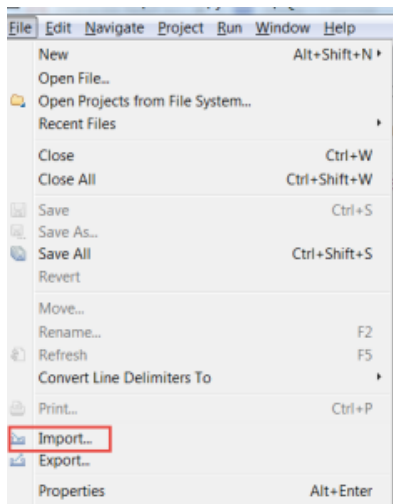 File Edit Navigate Project Run Window Help
New Alt+Shift+N
Open File...
Open Projects from File System...
Recent Files
Close Ctrl+W
Close All Ctrl+Shift+W
Save Ctrl+S
Save As...
Save All Ctrl+Shift+S
Revert
Move...
Rename... F2
Refresh F5
Convert Line Delimiters To
Print... Ctrl+P
Import...
Export...
Properties Alt+Enter